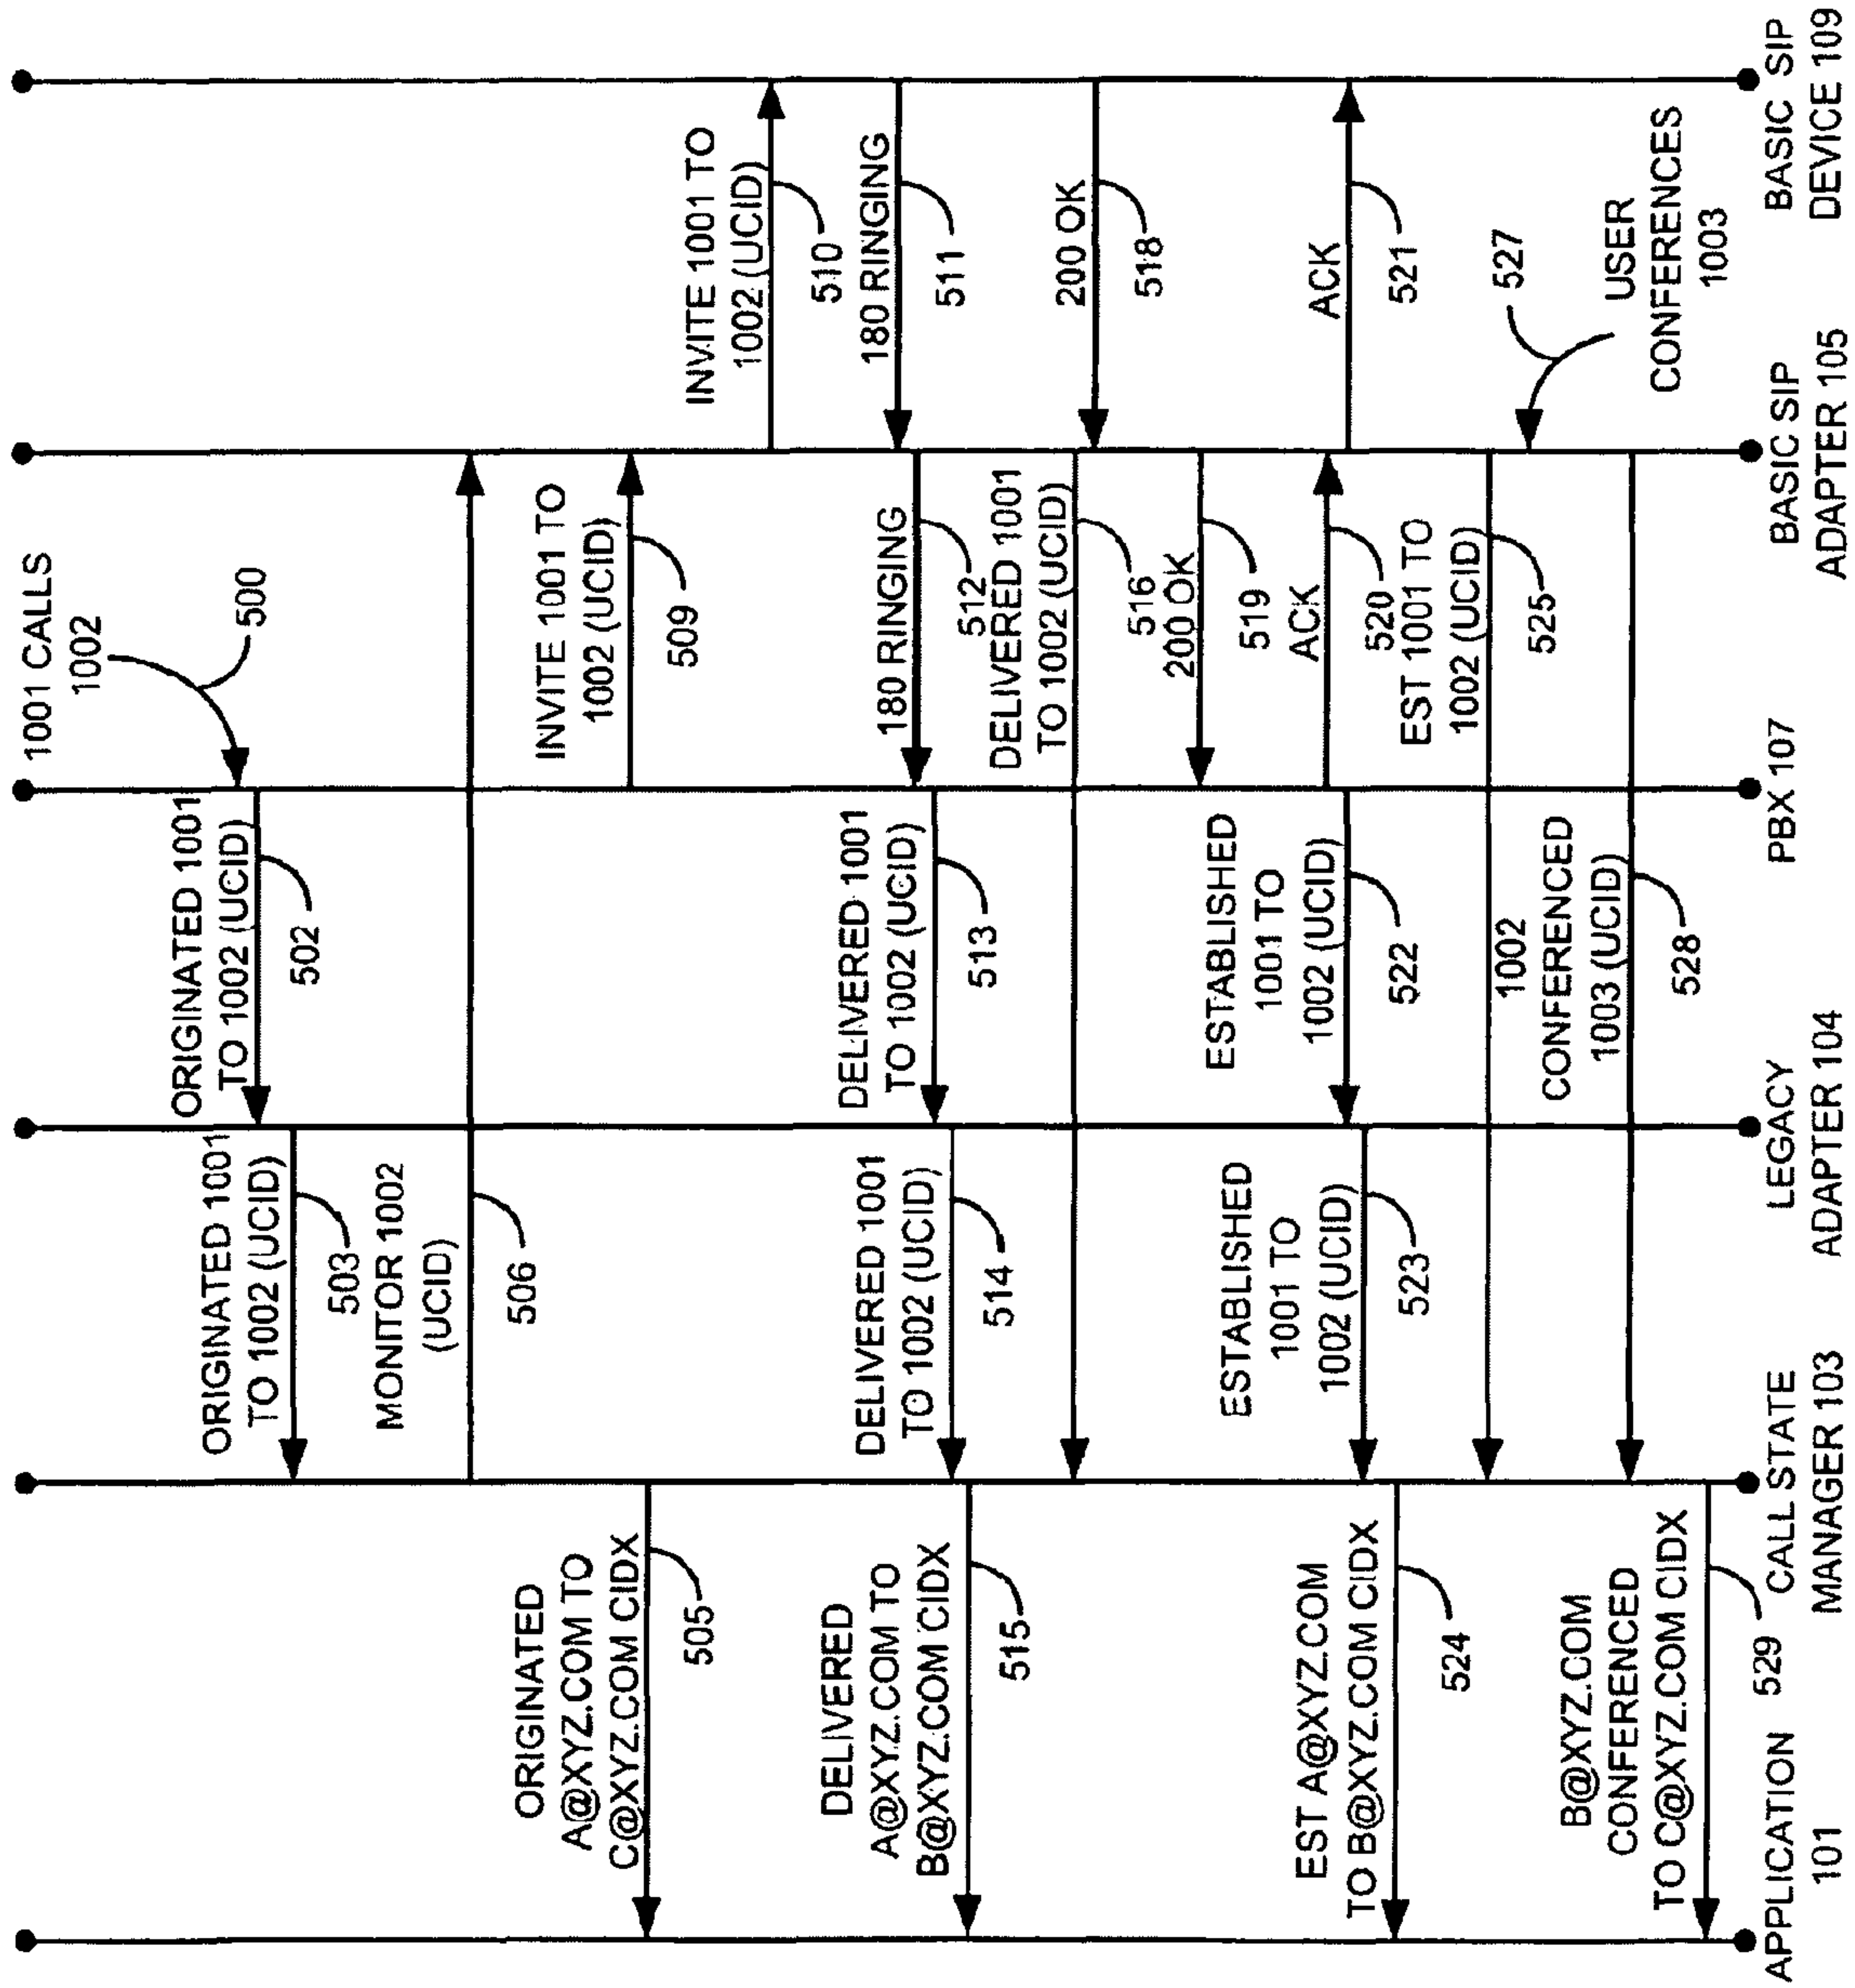 1001 CALLS
1002
500
ORIGINATED 1001
TO 1002 (UCID)
502
ORIGINATED 1001
TO 1002 (UCID)
503
MONITOR 1002
(UCID)
506
ORIGINATED
A@XYZ.COM TO
C@XYZ.COM CIDX
505
INVITE 1001 TO
1002 (UCID)
509
INVITE 1001 TO
1002 (UCID)
510
180 RINGING
511
180 RINGING
512
DELIVERED 1001
TO 1002 (UCID)
513
DELIVERED 1001
TO 1002 (UCID)
514
DELIVERED
A@XYZ.COM TO
B@XYZ.COM CIDX
515
DELIVERED 1001
TO 1002 (UCID)
516
200 OK
518
200 OK
519
ACK
520
ACK
521
ESTABLISHED
1001 TO
1002 (UCID)
522
ESTABLISHED
1001 TO
1002 (UCID)
523
EST A@XYZ.COM
TO B@XYZ.COM CIDX
524
EST 1001 TO
1002 (UCID)
525
527
USER
CONFERENCES
1003
1002
CONFERENCED
1003 (UCID)
528
B@XYZ.COM
CONFERENCED
TO C@XYZ.COM CIDX
529
APPLICATION
101
CALL STATE
MANAGER 103
LEGACY
ADAPTER 104
PBX 107
BASIC SIP
ADAPTER 105
BASIC SIP
DEVICE 109